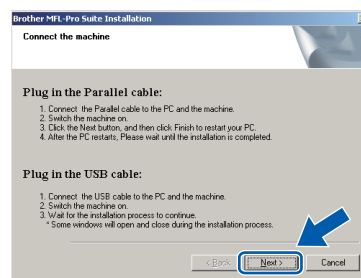 Brother MFL-Pro Suite Installation
Connect the machine
Plug in the Parallel cable:
1. Connect the Parallel cable to the PC and the machine.
2. Switch the machine on.
3. Click the Next button, and then click Finish to restart your PC.
4. After the PC restarts, Please wait until the installation is completed.
Plug in the USB cable:
1. Connect the USB cable to the PC and the machine.
2. Switch the machine on.
3. Wait for the installation process to continue.
* Some windows will open and close during the installation process.
< Back Next > Cancel